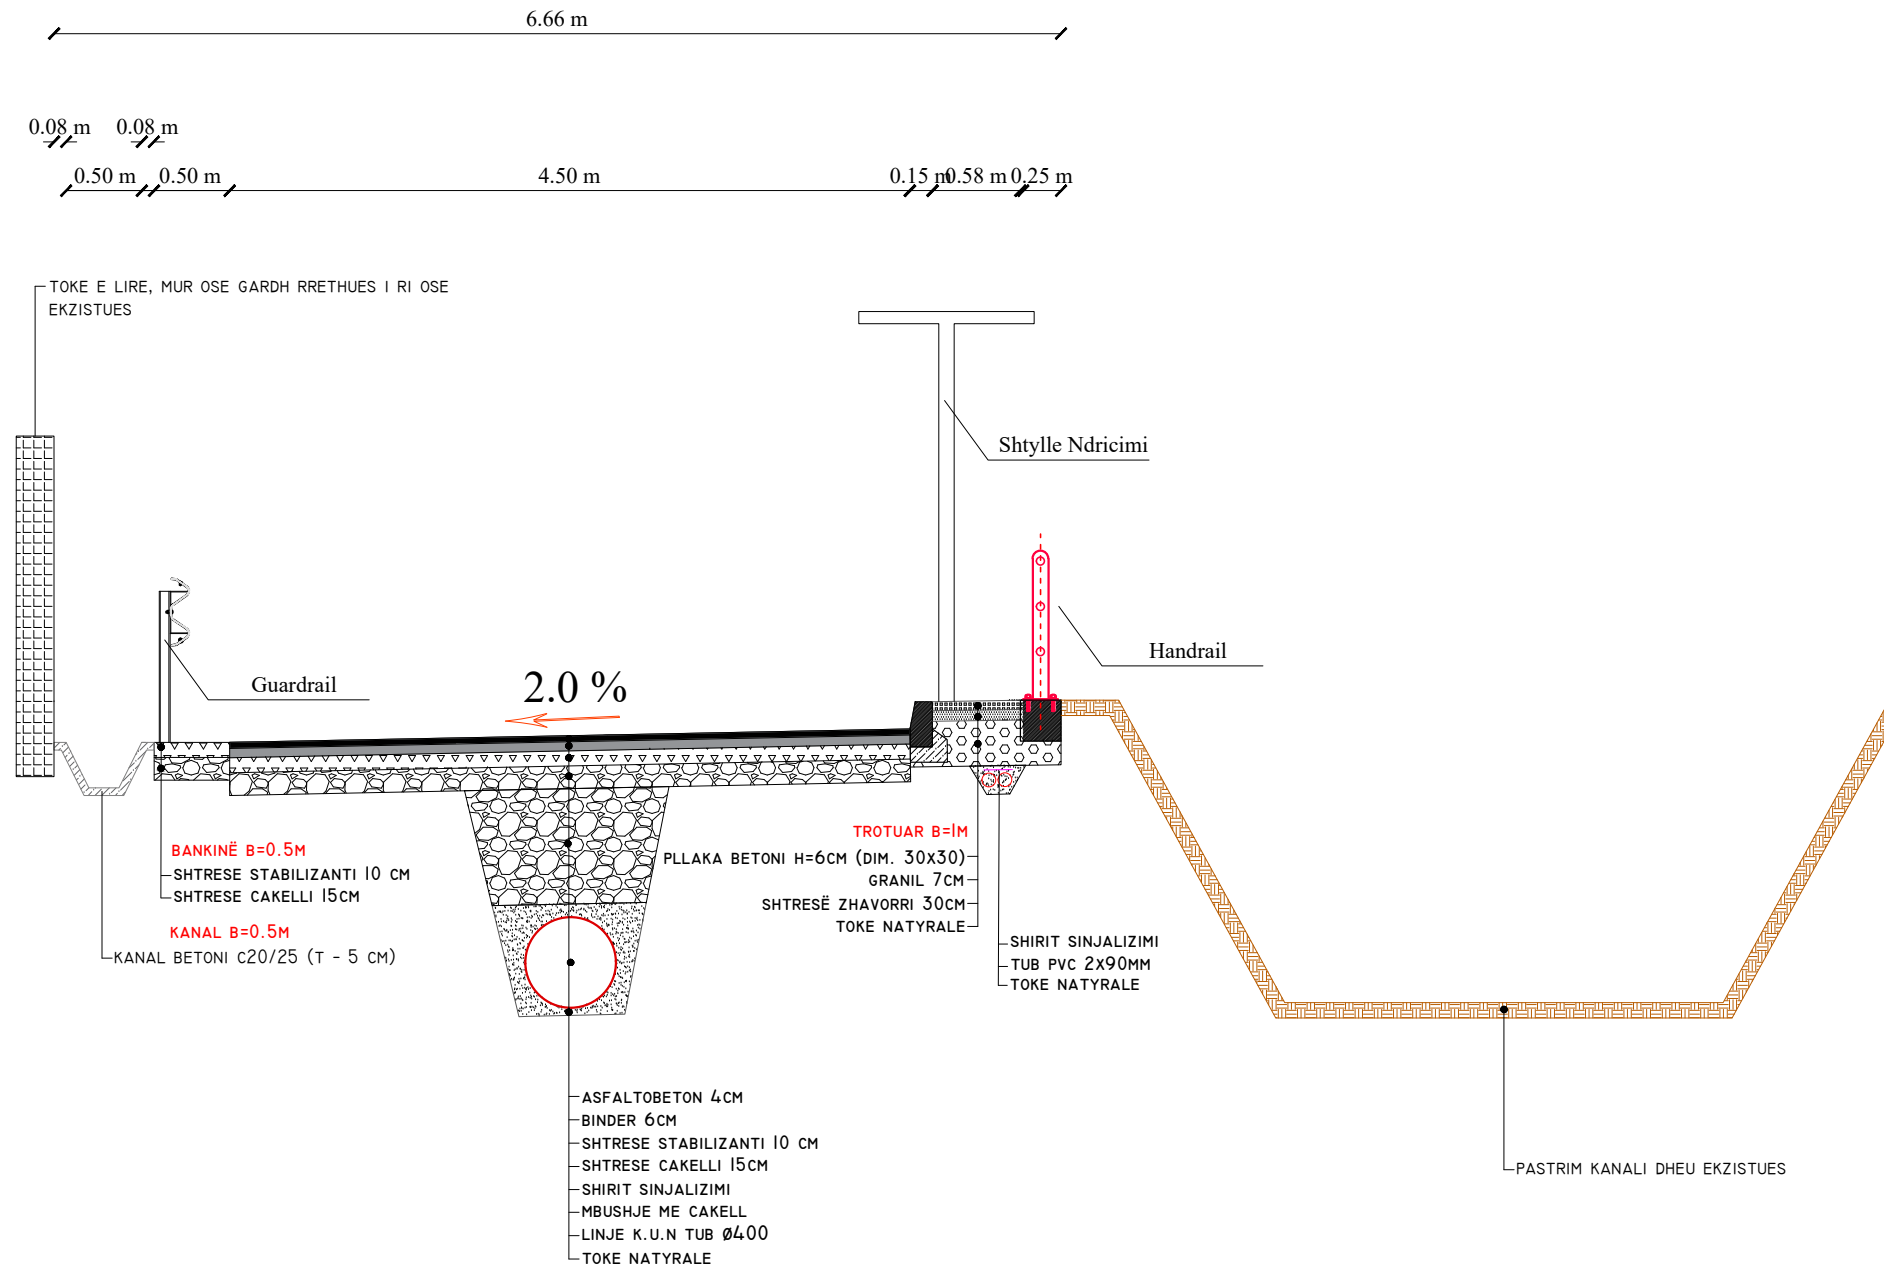 6.66 m
0.08 m
0.08 m
0.50 m
0.50 m
4.50 m
0.15 m
0.58 m
0.25 m
TOKE E LIRE, MUR OSE GARDH RRETHUES I RI OSE
EKZISTUES
Shtylle Ndricimi
Handrail
Guardrail
2.0 %
BANKINË B=0.5M
SHTRESE STABILIZANTI 10 CM
SHTRESE CAKELLI 15CM
KANAL B=0.5M
KANAL BETONI C20/25 (T - 5 CM)
TROTUAR B=1M
PLLAKA BETONI H=6CM (DIM. 30X30)
GRANIL 7CM
SHTRESË ZHAVORRI 30CM
TOKE NATYRALE
SHIRIT SINJALIZIMI
TUB PVC 2X90MM
TOKE NATYRALE
ASFALTOBETON 4CM
BINDER 6CM
SHTRESE STABILIZANTI 10 CM
SHTRESE CAKELLI 15CM
SHIRIT SINJALIZIMI
MBUSHJE ME CAKELL
LINJE K.U.N TUB Ø400
TOKE NATYRALE
PASTRIM KANALI DHEU EKZISTUES